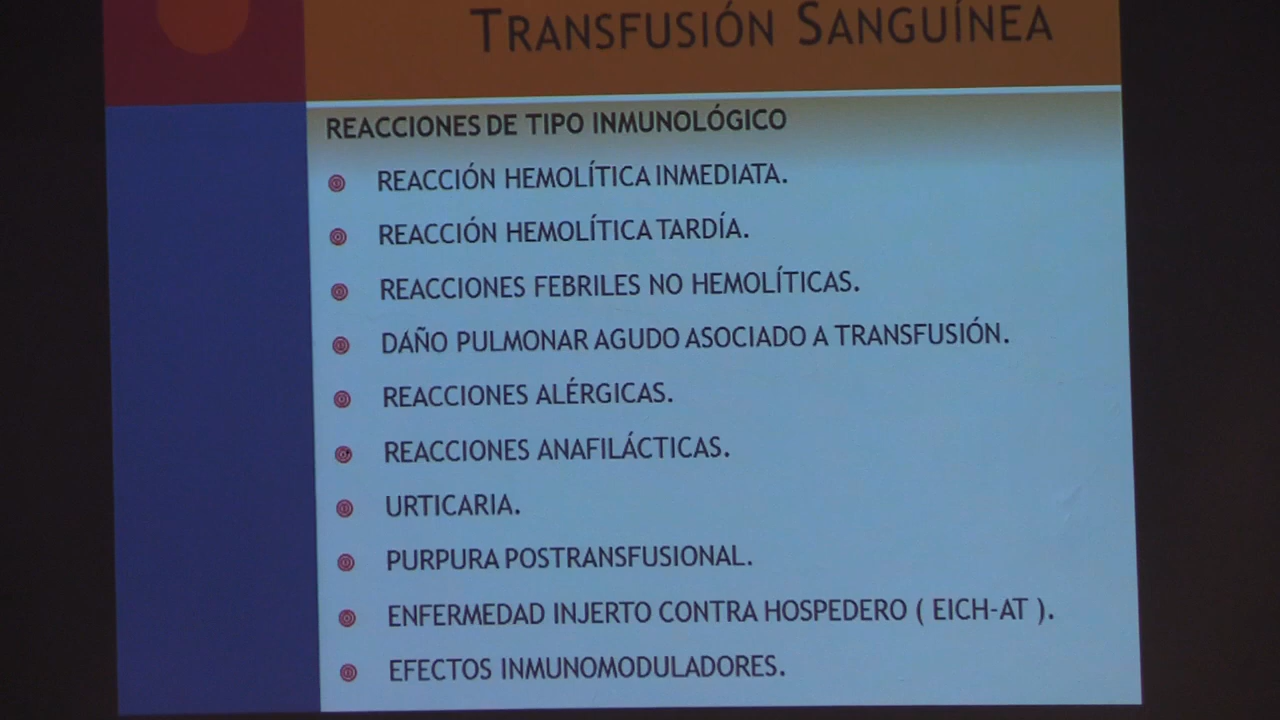 TRANSFUSIÓN SANGUÍNEA
REACCIONES DE TIPO INMUNOLÓGICO
REACCIÓN HEMOLÍTICA INMEDIATA.
REACCIÓN HEMOLÍTICA TARDÍA.
REACCIONES FEBRILES NO HEMOLÍTICAS.
DAÑO PULMONAR AGUDO ASOCIADO A TRANSFUSIÓN.
REACCIONES ALÉRGICAS.
REACCIONES ANAFILÁCTICAS.
URTICARIA.
PURPURA POSTRANSFUSIONAL.
ENFERMEDAD INJERTO CONTRA HOSPEDERO ( EICH-AT ).
EFECTOS INMUNOMODULADORES.